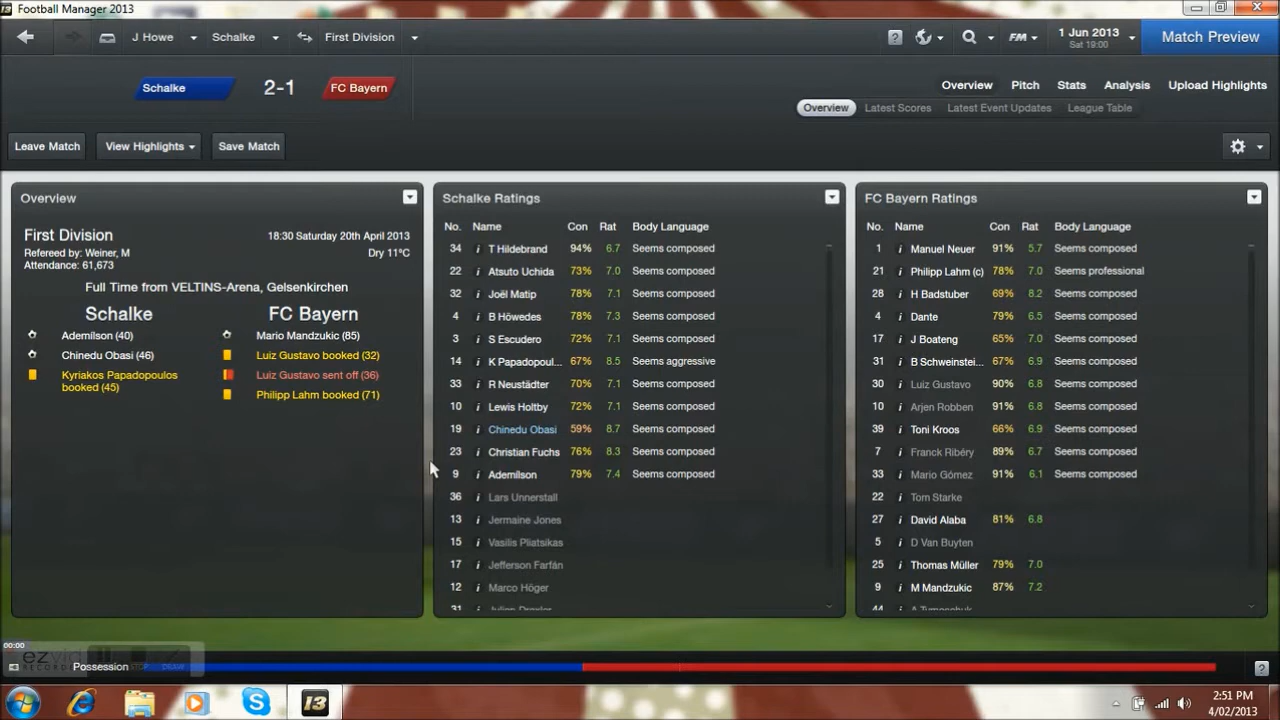 Football Manager 2013
J Howe Schalke First Division FM 1 Jun 2013 Sat 19:00 Match Preview
Schalke 2-1 FC Bayern
Overview Pitch Stats Analysis Upload Highlights
Overview Latest Scores Latest Event Updates League Table
Leave Match View Highlights Save Match
Overview
First Division 18:30 Saturday 20th April 2013
Refereed by: Weiner, M Dry 11°C
Attendance: 61,673
Full Time from VELTINS-Arena, Gelsenkirchen
Schalke FC Bayern
Ademílson (40) Mario Mandzukic (85)
Chinedu Obasi (46) Luiz Gustavo booked (32)
Kyriakos Papadopoulos booked (45) Luiz Gustavo sent off (36)
Philipp Lahm booked (71)
Schalke Ratings
No. Name Con Rat Body Language
34 i T Hildebrand 94% 6.7 Seems composed
22 i Atsuto Uchida 73% 7.0 Seems composed
32 i Joël Matip 78% 7.1 Seems composed
4 i B Höwedes 78% 7.3 Seems composed
3 i S Escudero 72% 7.1 Seems composed
14 i K Papadopoul... 67% 8.5 Seems aggressive
33 i R Neustädter 70% 7.1 Seems composed
10 i Lewis Holtby 72% 7.1 Seems composed
19 i Chinedu Obasi 59% 8.7 Seems composed
23 i Christian Fuchs 76% 8.3 Seems composed
9 i Ademílson 79% 7.4 Seems composed
36 i Lars Unnerstall
13 i Jermaine Jones
15 i Vasilis Pliatsikas
17 i Jefferson Farfán
12 i Marco Höger
31 i Julian Draxler
FC Bayern Ratings
No. Name Con Rat Body Language
1 i Manuel Neuer 91% 5.7 Seems composed
21 i Philipp Lahm (c) 78% 7.0 Seems professional
28 i H Badstuber 69% 8.2 Seems composed
4 i Dante 79% 6.5 Seems composed
17 i J Boateng 65% 7.0 Seems composed
31 i B Schweinstei... 67% 6.9 Seems composed
30 i Luiz Gustavo 90% 6.8 Seems composed
10 i Arjen Robben 91% 6.8 Seems composed
39 i Toni Kroos 66% 6.9 Seems composed
7 i Franck Ribéry 89% 6.7 Seems composed
33 i Mario Gómez 91% 6.1 Seems composed
22 i Tom Starke
27 i David Alaba 81% 6.8
5 i D Van Buyten
25 i Thomas Müller 79% 7.0
9 i M Mandzukic 87% 7.2
44 i A Tymoschuk
00:00
ezvid
RECORDER STOP DRAW
Possession
2:51 PM
4/02/2013